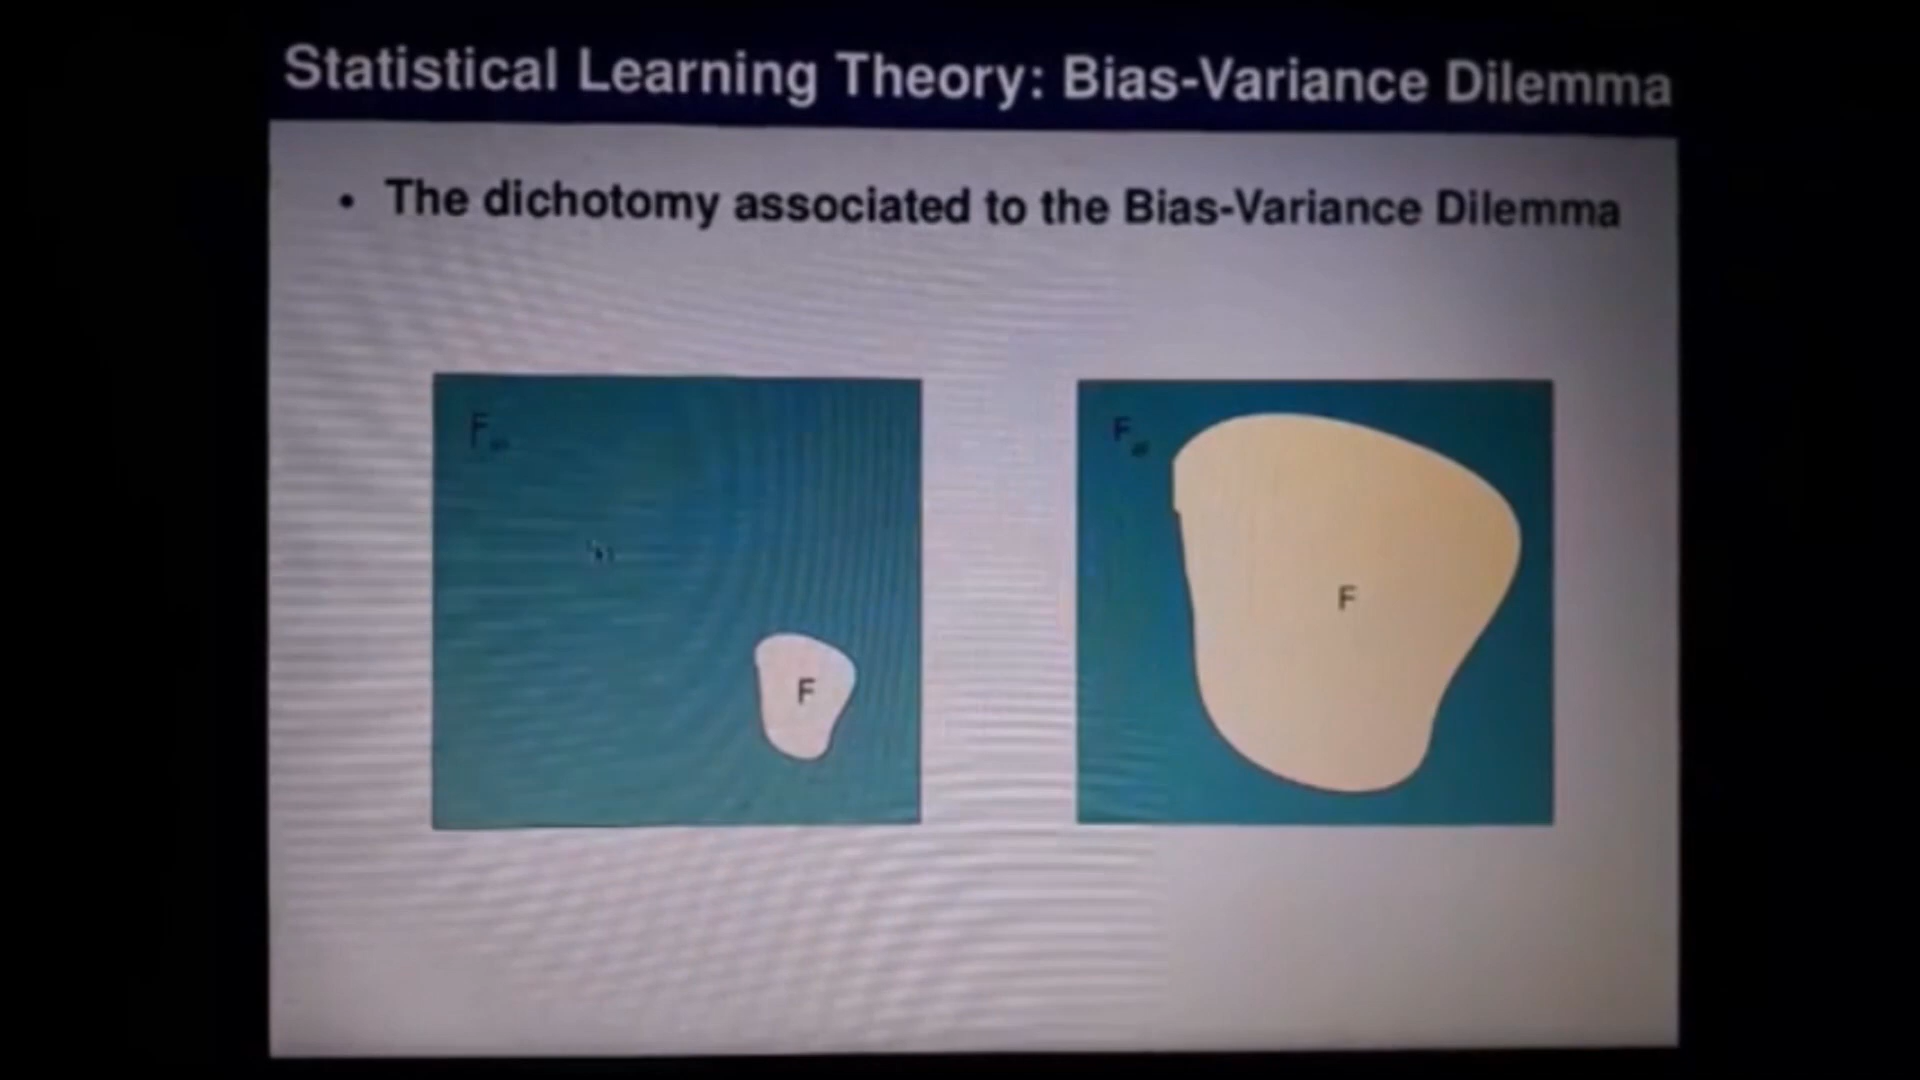 Statistical Learning Theory: Bias-Variance Dilemma
• The dichotomy associated to the Bias-Variance Dilemma
F
F
F
F